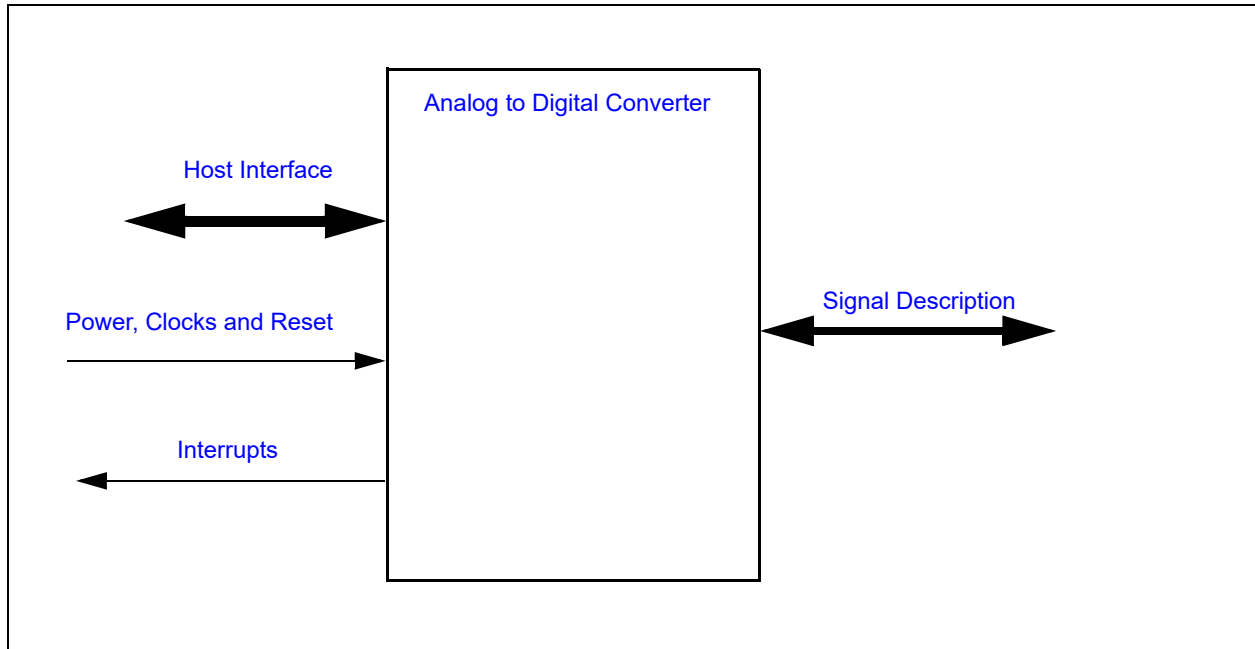 Analog to Digital Converter
Host Interface
Signal Description
Power, Clocks and Reset
Interrupts